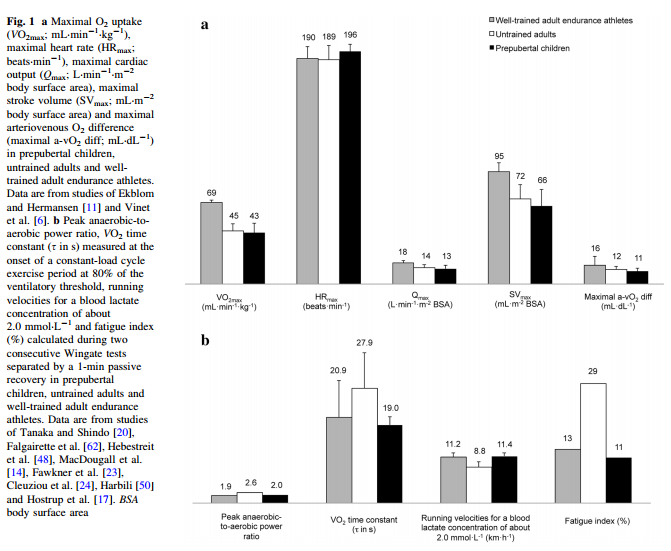 Fig. 1 a Maximal O2 uptake
(VO2max; mL·min−1·kg−1),
maximal heart rate (HRmax;
beats·min−1), maximal cardiac
output (Qmax; L·min−1·m−2
body surface area), maximal
stroke volume (SVmax; mL·m−2
body surface area) and maximal
arteriovenous O2 difference
(maximal a-vO2 diff; mL·dL−1)
in prepubertal children,
untrained adults and well-
trained adult endurance athletes.
Data are from studies of Ekblom
and Hermansen [11] and Vinet
et al. [6]. b Peak anaerobic-to-
aerobic power ratio, VO2 time
constant (τ in s) measured at the
onset of a constant-load cycle
exercise period at 80% of the
ventilatory threshold, running
velocities for a blood lactate
concentration of about
2.0 mmol·L−1 and fatigue index
(%) calculated during two
consecutive Wingate tests
separated by a 1-min passive
recovery in prepubertal
children, untrained adults and
well-trained adult endurance
athletes. Data are from studies
of Tanaka and Shindo [20],
Falgairette et al. [62], Hebestreit
et al. [48], MacDougall et al.
[14], Fawkner et al. [23],
Cleuziou et al. [24], Harbili [50]
and Hostrup et al. [17]. BSA
body surface area
a
Well-trained adult endurance athletes
Untrained adults
Prepubertal children
190 189 196
69
45 43
18 14 13
95
72
66
16 12 11
VO2max
(mL·min-1·kg-1)
HRmax
(beats·min-1)
Qmax
(L·min-1·m-2 BSA)
SVmax
(mL·m-2 BSA)
Maximal a-vO2 diff
(mL·dL-1)
b
1.9 2.6 2.0
20.9
27.9
19.0
11.2
8.8
11.4
13
29
11
Peak anaerobic-
to-aerobic power
ratio
VO2 time constant
(τ in s)
Running velocities for a blood
lactate concentration of about
2.0 mmol·L-1 (km·h-1)
Fatigue index (%)